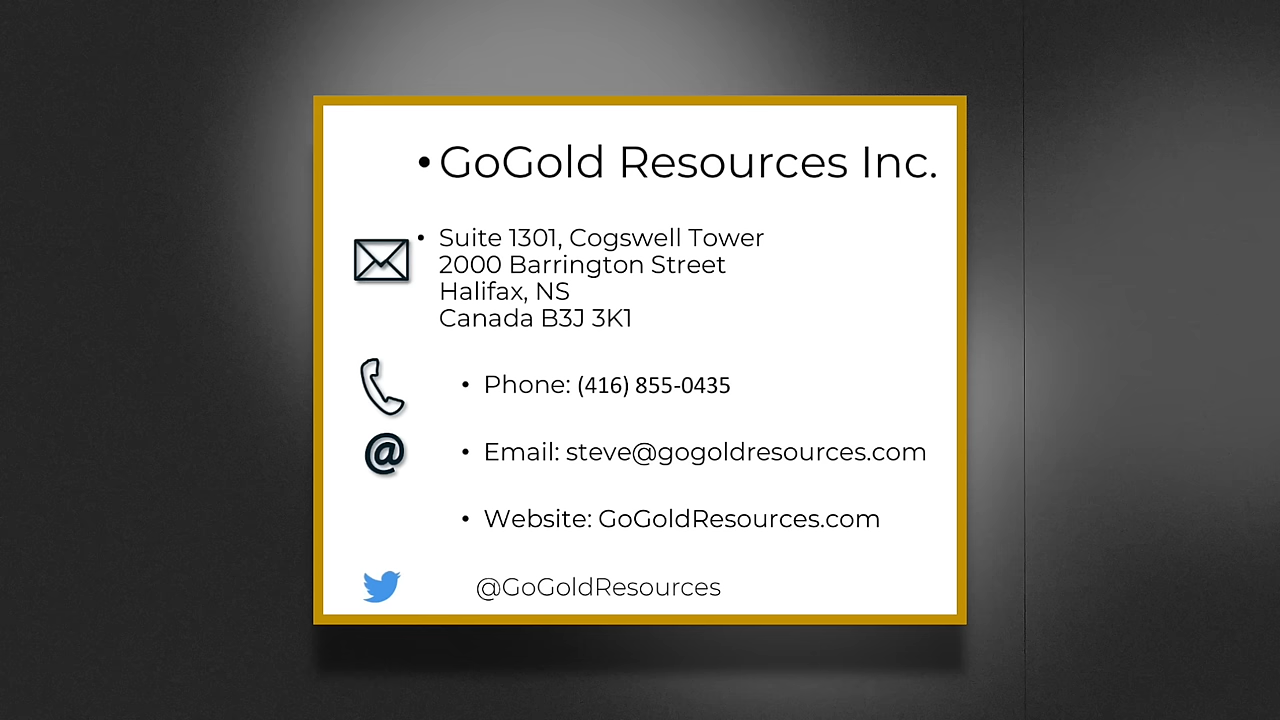 • GoGold Resources Inc.
• Suite 1301, Cogswell Tower
2000 Barrington Street
Halifax, NS
Canada B3J 3K1
• Phone: (416) 855-0435
@
• Email: steve@gogoldresources.com
• Website: GoGoldResources.com
@GoGoldResources